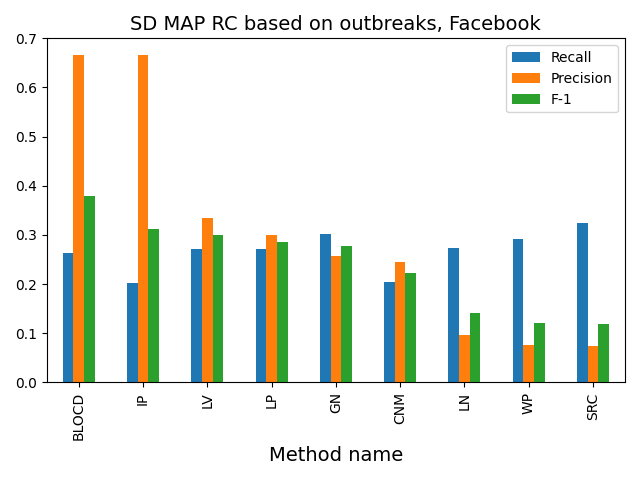 SD MAP RC based on outbreaks, Facebook
0.7
0.6
0.5
0.4
0.3
0.2
0.1
0.0
Recall
Precision
F-1
BLOCD
IP
LV
LP
GN
CNM
LN
WP
SRC
Method name